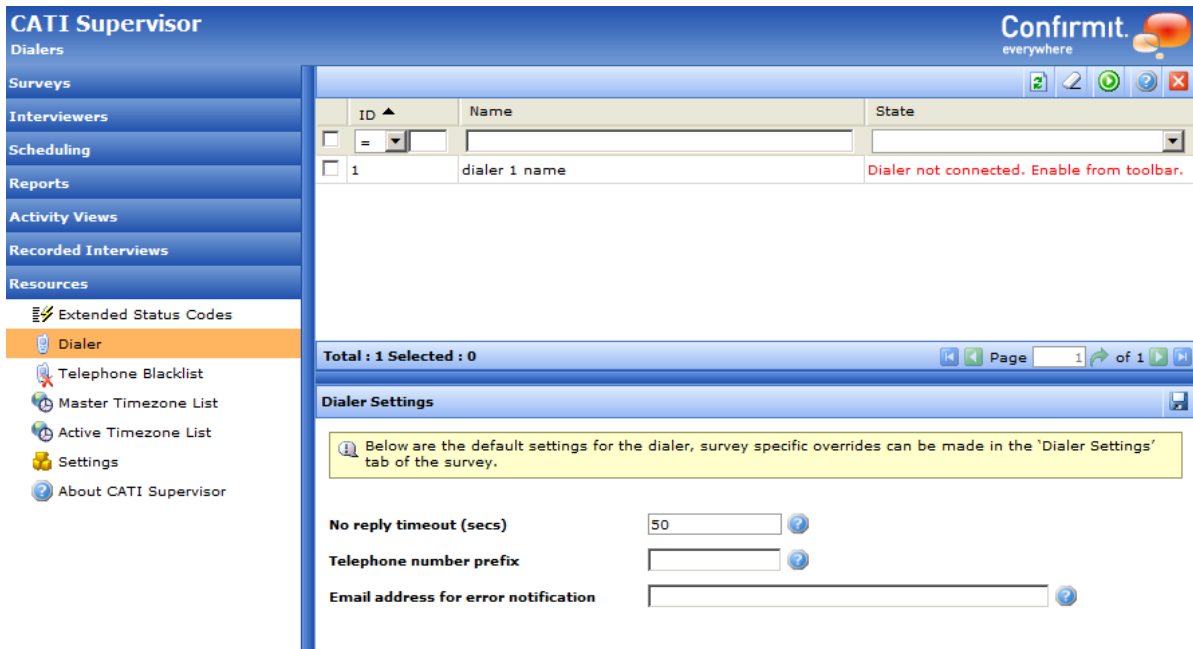 CATI Supervisor
Dialers
Confirmit.
everywhere
Surveys
Interviewers
Scheduling
Reports
Activity Views
Recorded Interviews
Resources
Extended Status Codes
Dialer
Telephone Blacklist
Master Timezone List
Active Timezone List
Settings
About CATI Supervisor
ID Name State
=
1 dialer 1 name Dialer not connected. Enable from toolbar.
Total : 1 Selected : 0 Page 1 of 1
Dialer Settings
Below are the default settings for the dialer, survey specific overrides can be made in the ‘Dialer Settings’
tab of the survey.
No reply timeout (secs) 50
Telephone number prefix
Email address for error notification